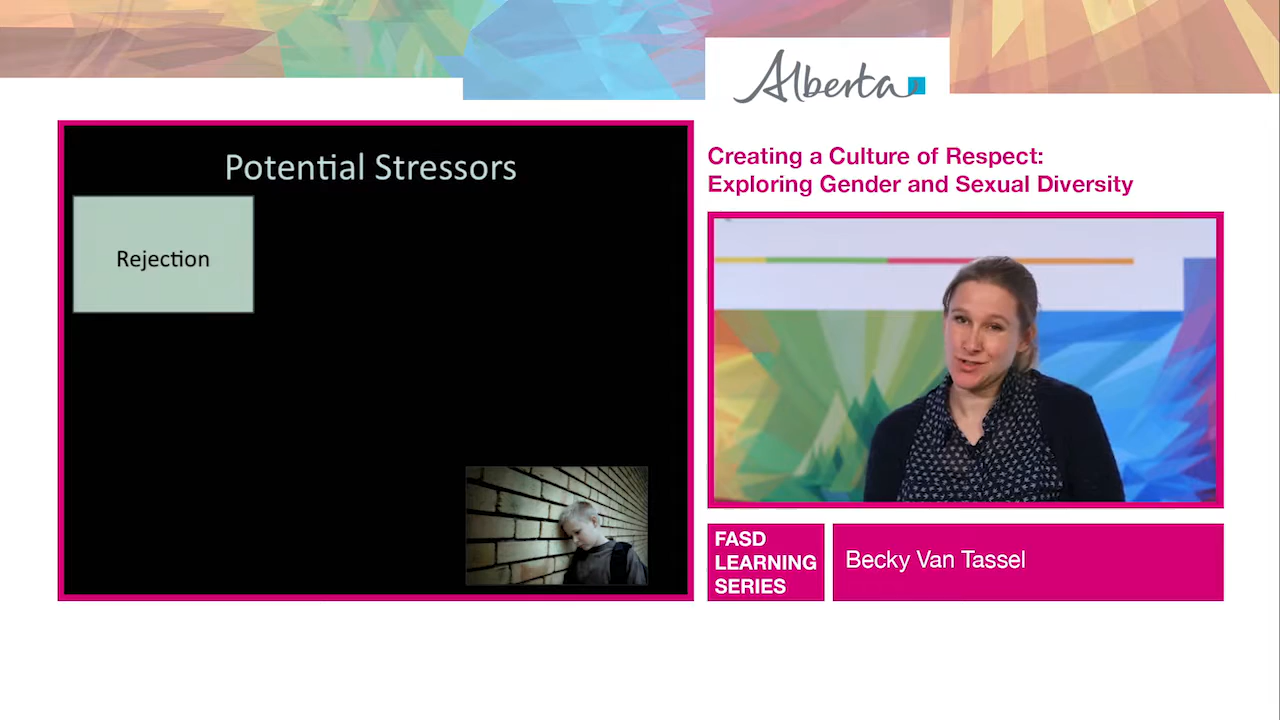 Alberta
Creating a Culture of Respect:
Exploring Gender and Sexual Diversity
Potential Stressors
Rejection
FASD
LEARNING
SERIES
Becky Van Tassel